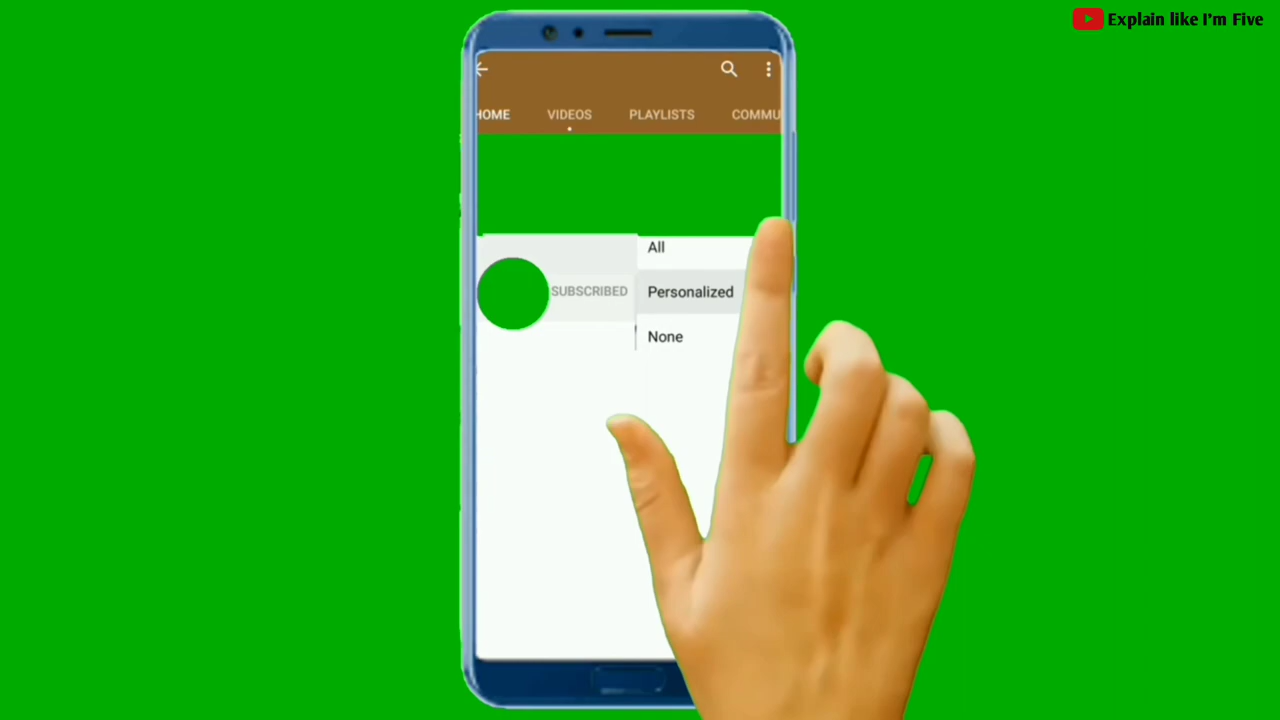 Explain like I'm Five
HOME VIDEOS PLAYLISTS COMMU
All
SUBSCRIBED Personalized
None